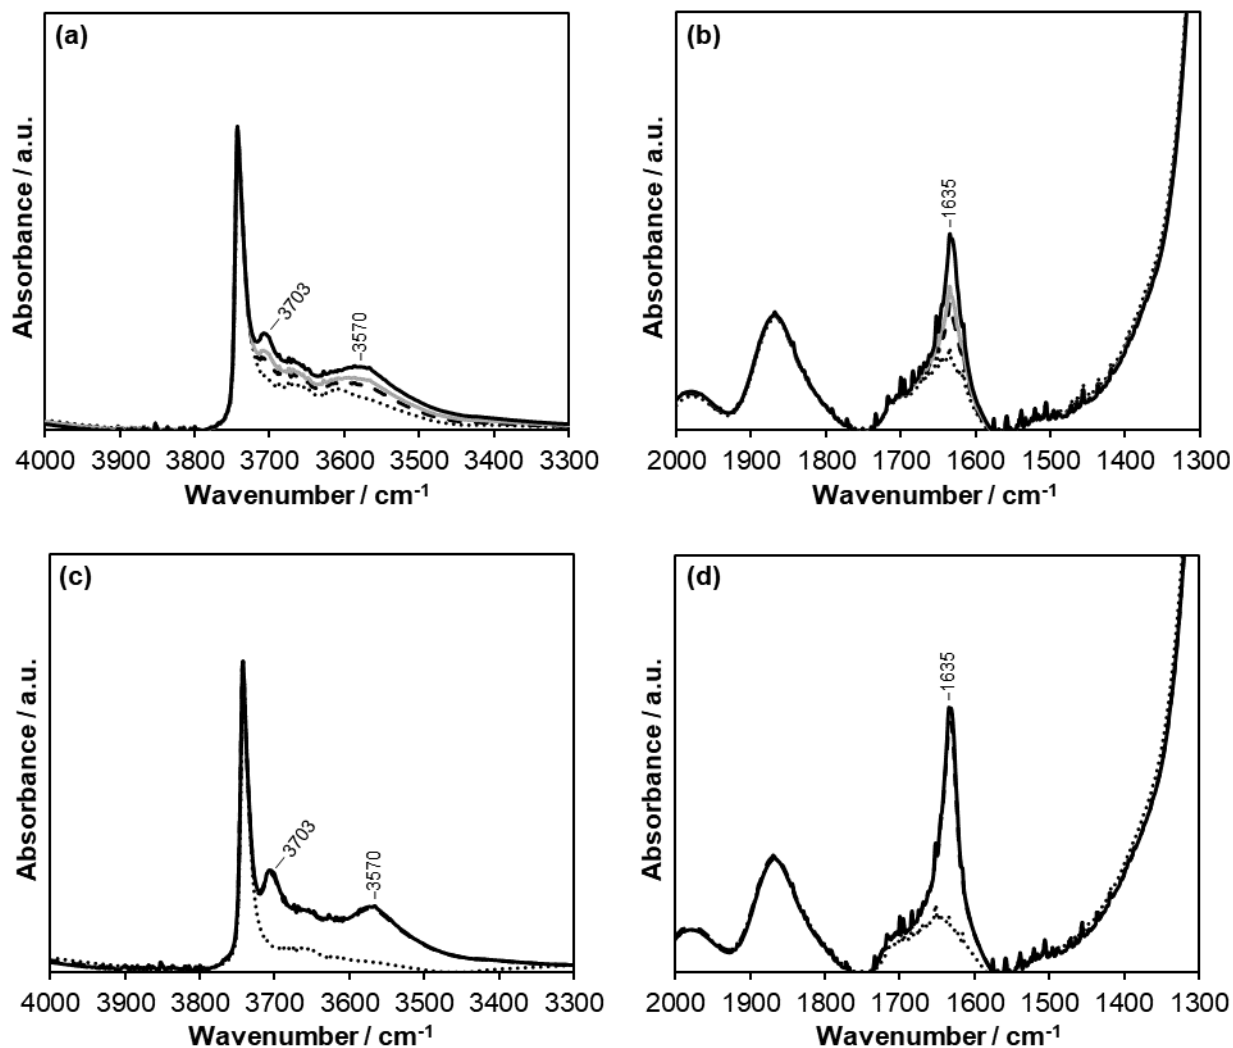 (a)
Absorbance / a.u.
3703
3570
4000 3900 3800 3700 3600 3500 3400 3300
Wavenumber / cm-1
(b)
Absorbance / a.u.
1635
2000 1900 1800 1700 1600 1500 1400 1300
Wavenumber / cm-1
(c)
Absorbance / a.u.
3703
3570
4000 3900 3800 3700 3600 3500 3400 3300
Wavenumber / cm-1
(d)
Absorbance / a.u.
1635
2000 1900 1800 1700 1600 1500 1400 1300
Wavenumber / cm-1